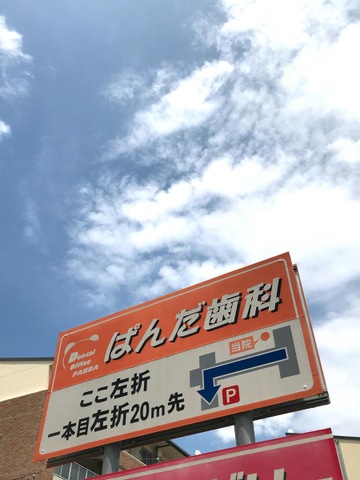 Dental
Office
PANDA
ぱんだ歯科
ここ左折
一本目左折20m先
当院
P